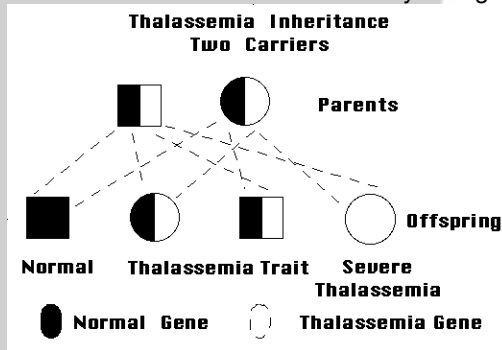 Thalassemia Inheritance
Two Carriers
Parents
Offspring
Normal Thalassemia Trait Severe
Thalassemia
Normal Gene Thalassemia Gene